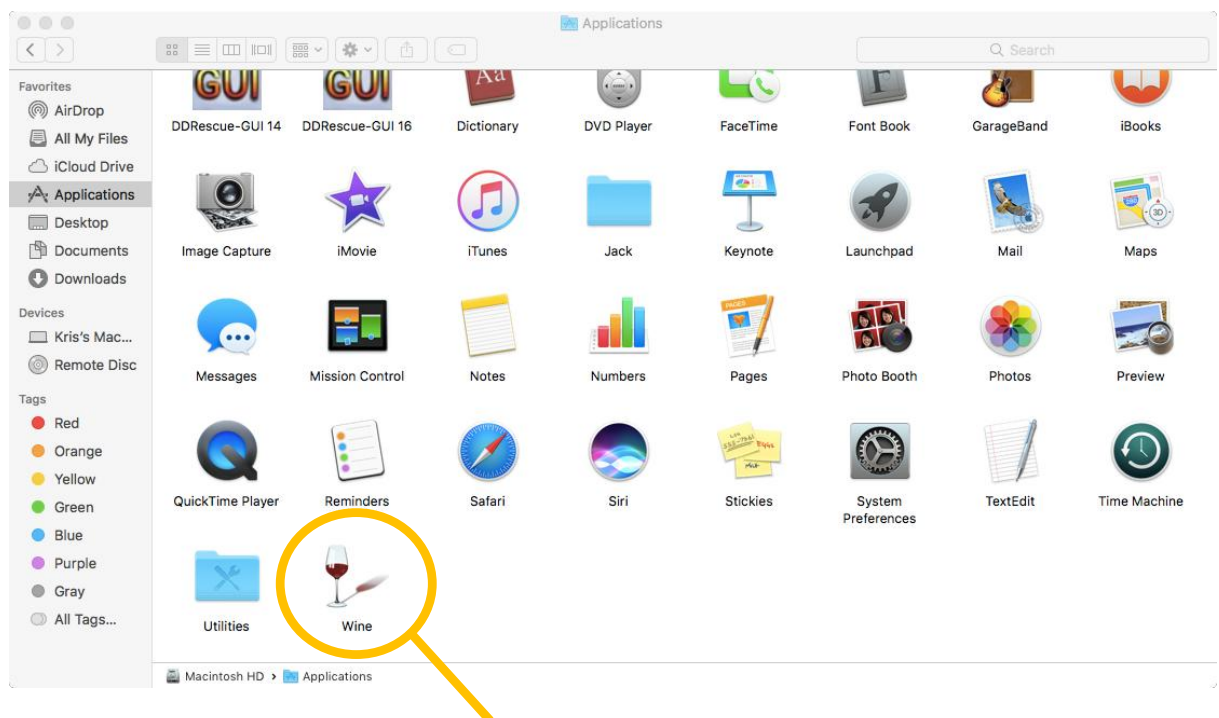 Applications
Search
Favorites
AirDrop
All My Files
iCloud Drive
Applications
Desktop
Documents
Downloads
Devices
Kris's Mac...
Remote Disc
Tags
Red
Orange
Yellow
Green
Blue
Purple
Gray
All Tags...
GUI GUI Aa F
DDRescue-GUI 14 DDRescue-GUI 16 Dictionary DVD Player FaceTime Font Book GarageBand iBooks
280 3D
Image Capture iMovie iTunes Jack Keynote Launchpad Mail Maps
PAGES
Messages Mission Control Notes Numbers Pages Photo Booth Photos Preview
QuickTime Player Reminders Safari Siri Stickies System Preferences TextEdit Time Machine
Utilities Wine
Macintosh HD › Applications